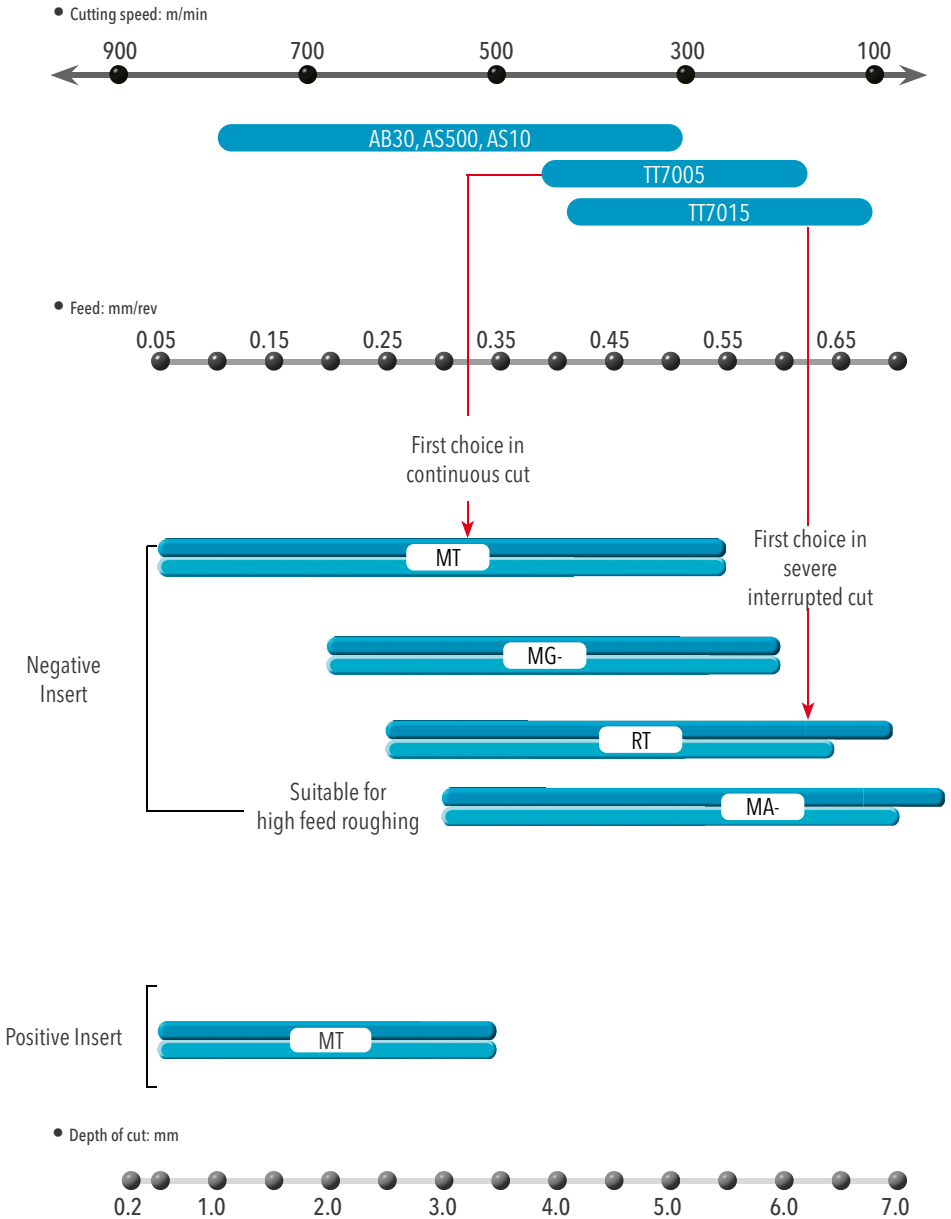 • Cutting speed: m/min
900 700 500 300 100
AB30, AS500, AS10
TT7005
TT7015
• Feed: mm/rev
0.05 0.15 0.25 0.35 0.45 0.55 0.65
First choice in
continuous cut
First choice in
severe
interrupted cut
MT
Negative
Insert
MG-
RT
Suitable for
high feed roughing
MA-
Positive Insert
MT
• Depth of cut: mm
0.2 1.0 2.0 3.0 4.0 5.0 6.0 7.0